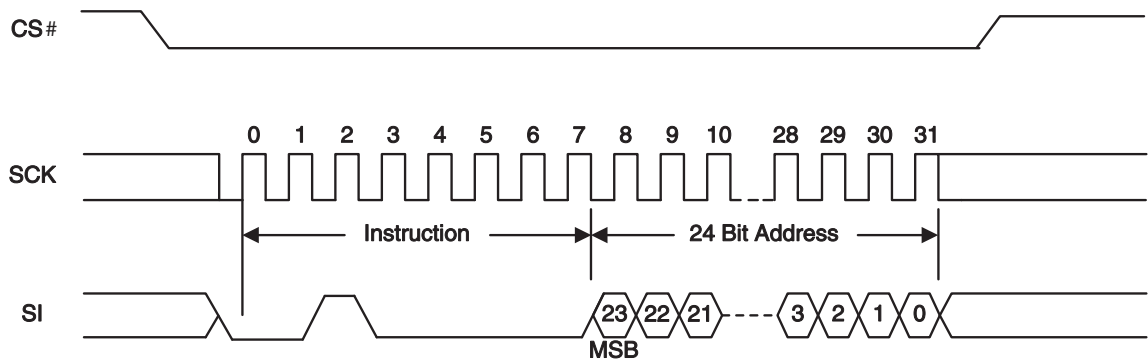 CS#
0 1 2 3 4 5 6 7 8 9 10 28 29 30 31
SCK
Instruction 24 Bit Address
SI 23 22 21 3 2 1 0
MSB